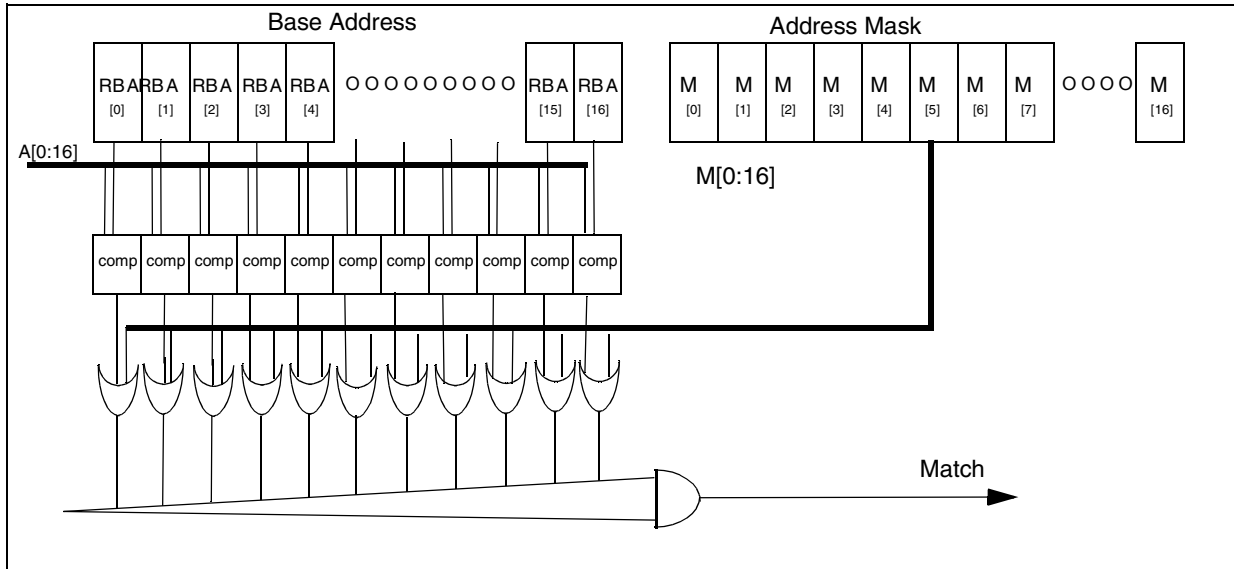 Base Address
Address Mask
RBA RBA RBA RBA RBA O O O O O O O O O RBA RBA
[0] [1] [2] [3] [4] [15] [16]
M M M M M M M M O O O O M
[0] [1] [2] [3] [4] [5] [6] [7] [16]
A[0:16]
M[0:16]
comp comp comp comp comp comp comp comp comp comp comp
Match